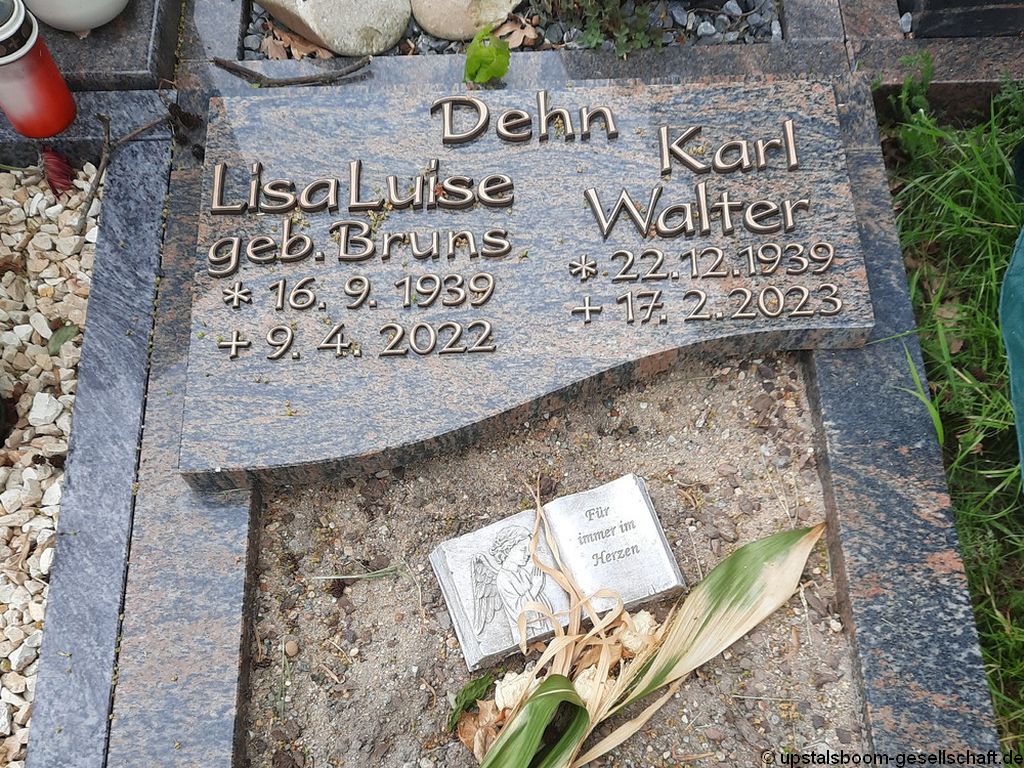 Dehn
Lisa Luise
geb. Bruns
* 16. 9. 1939
+ 9. 4. 2022
Karl
Walter
* 22. 12. 1939
+ 17. 2. 2023
Für
immer im
Herzen
© upstalsboom-gesellschaft.de